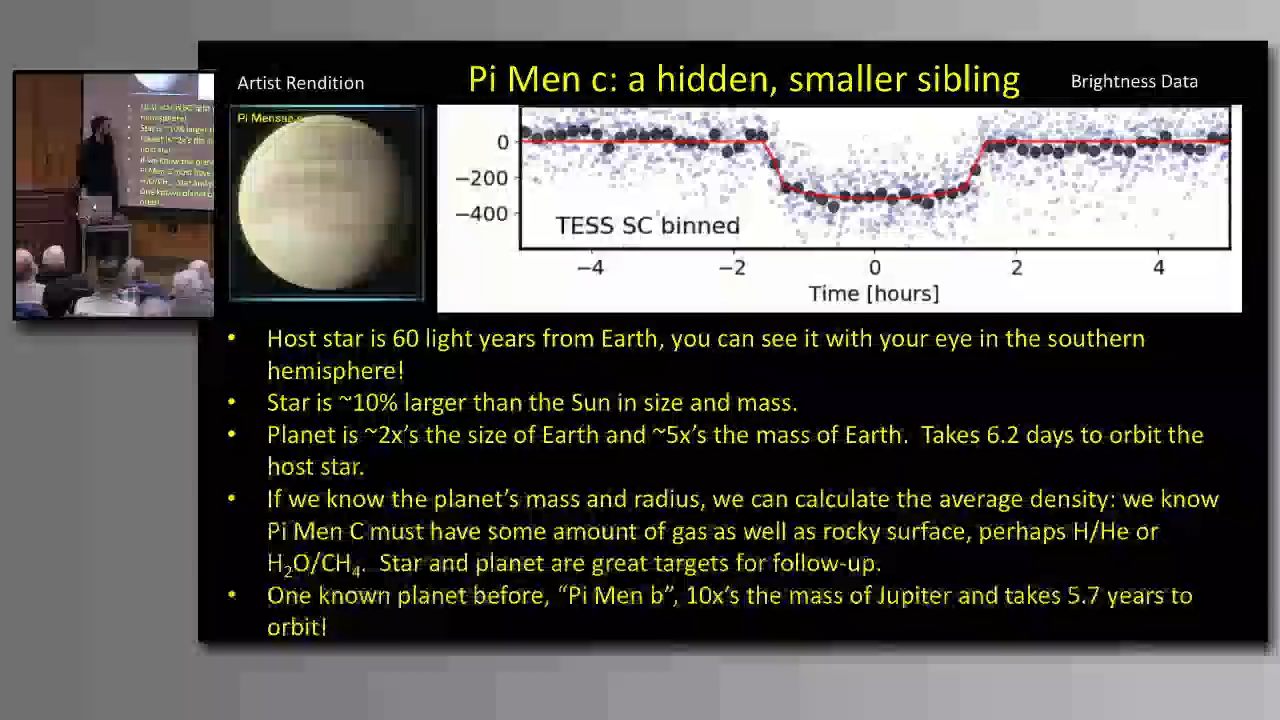 Artist Rendition
Pi Men c: a hidden, smaller sibling
Brightness Data
0
−200
−400
TESS SC binned
−4
−2
0
2
4
Time [hours]
• Host star is 60 light years from Earth, you can see it with your eye in the southern
hemisphere!
• Star is ~10% larger than the Sun in size and mass.
• Planet is ~2x’s the size of Earth and ~5x’s the mass of Earth. Takes 6.2 days to orbit the
host star.
• If we know the planet’s mass and radius, we can calculate the average density: we know
Pi Men C must have some amount of gas as well as rocky surface, perhaps H/He or
H₂O/CH₄. Star and planet are great targets for follow-up.
• One known planet before, “Pi Men b”, 10x’s the mass of Jupiter and takes 5.7 years to
orbit!